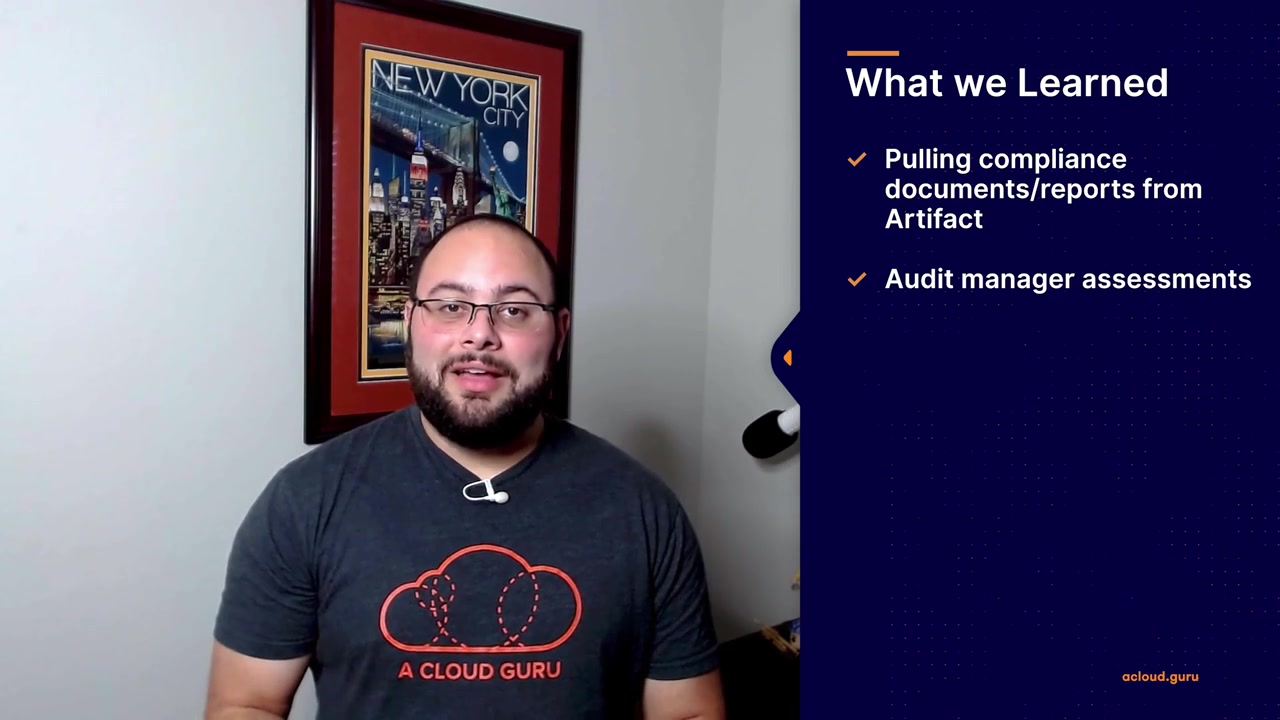 NEW YORK
CITY
A CLOUD GURU
What we Learned
Pulling compliance
documents/reports from
Artifact
Audit manager assessments
acloud.guru